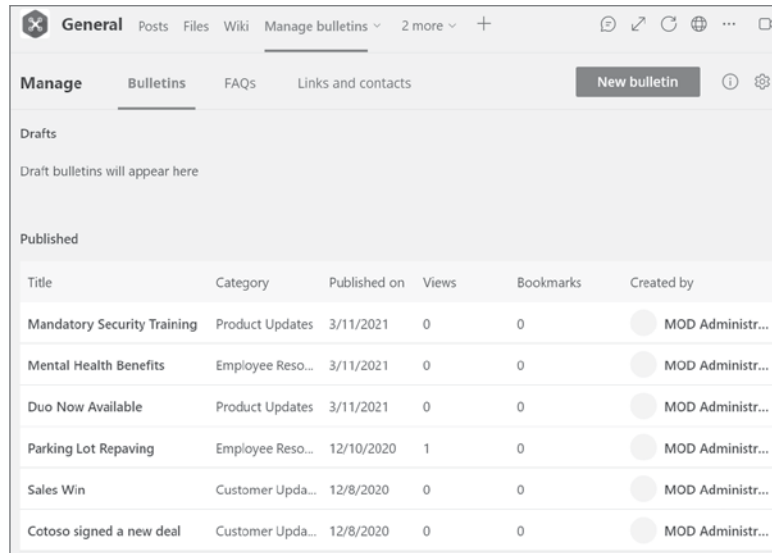 General Posts Files Wiki Manage bulletins 2 more
Manage Bulletins FAQs Links and contacts New bulletin
Drafts
Draft bulletins will appear here
Published
Title Category Published on Views Bookmarks Created by
Mandatory Security Training Product Updates 3/11/2021 0 0 MOD Administr...
Mental Health Benefits Employee Reso... 3/11/2021 0 0 MOD Administr...
Duo Now Available Product Updates 3/11/2021 0 0 MOD Administr...
Parking Lot Repaving Employee Reso... 12/10/2020 1 0 MOD Administr...
Sales Win Customer Upda... 12/8/2020 0 0 MOD Administr...
Cotoso signed a new deal Customer Upda... 12/8/2020 0 0 MOD Administr...